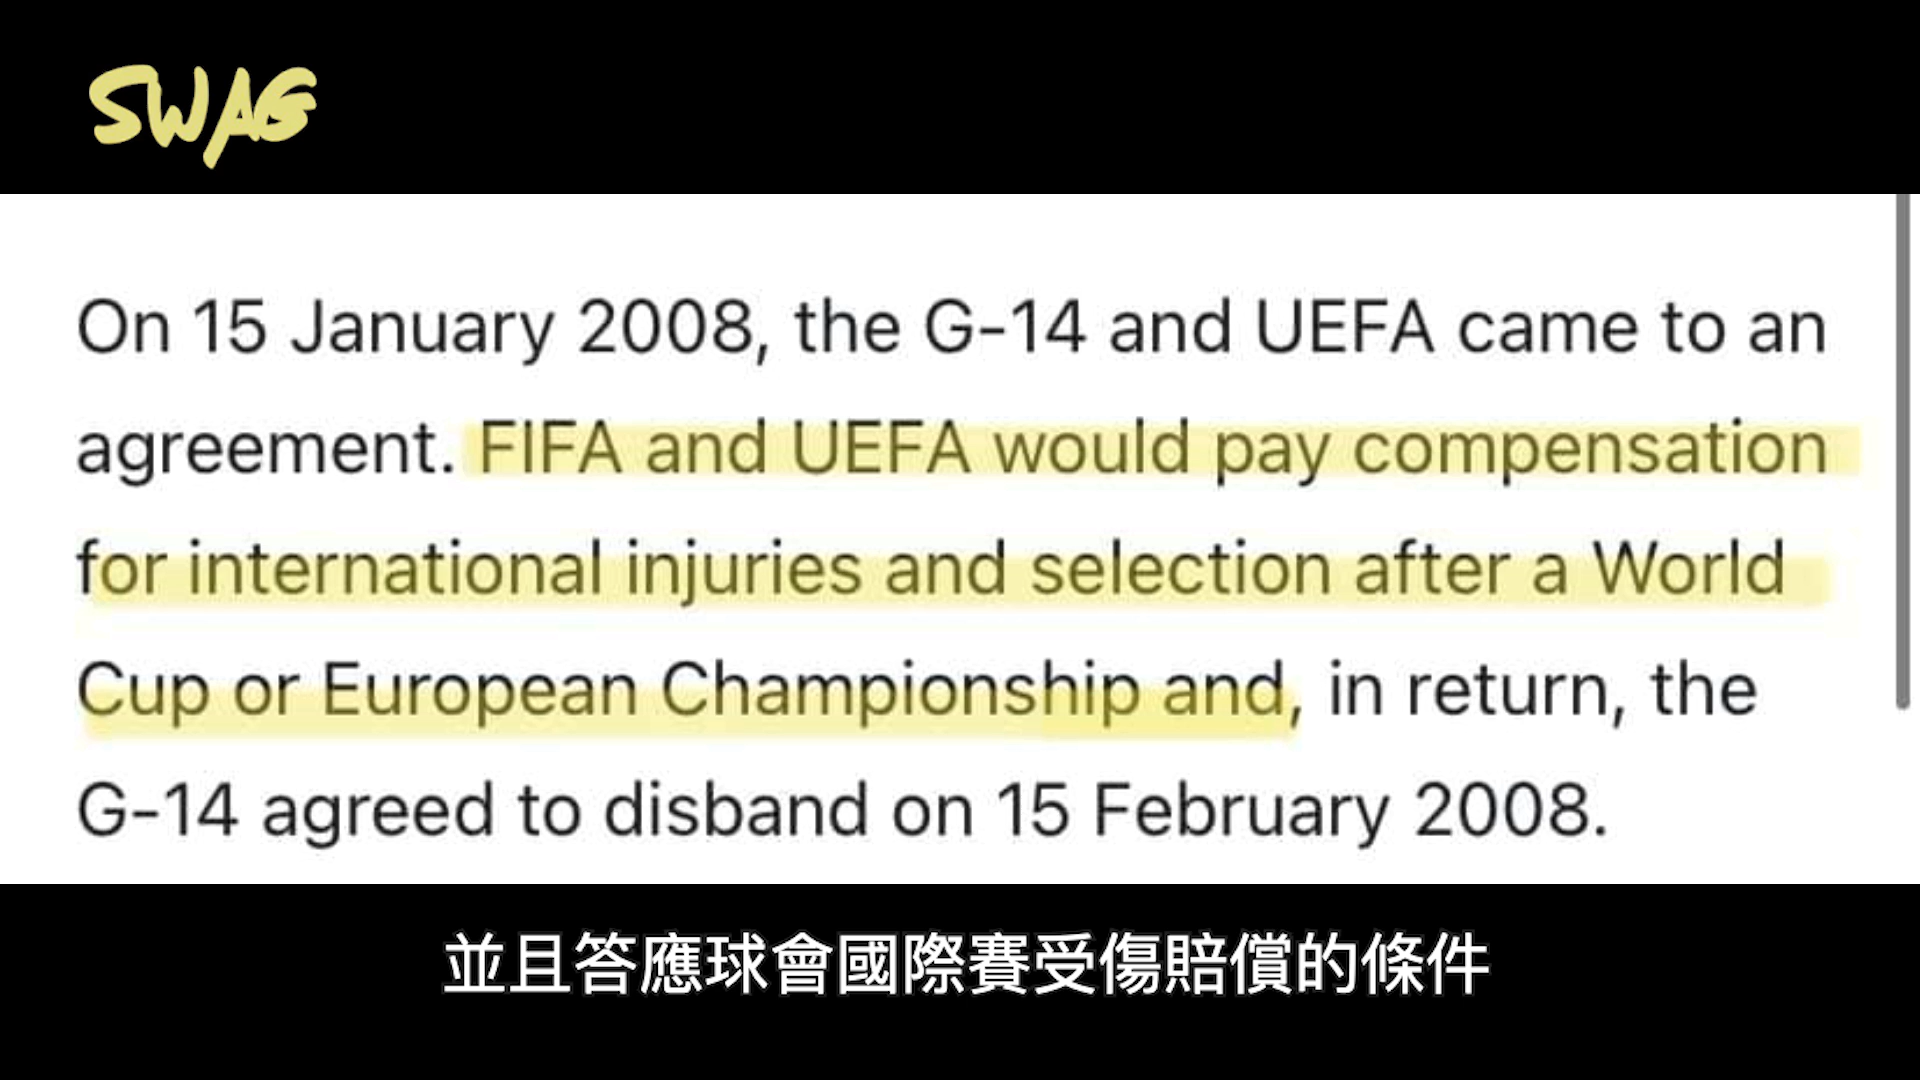 SWAG
On 15 January 2008, the G-14 and UEFA came to an
agreement. FIFA and UEFA would pay compensation
for international injuries and selection after a World
Cup or European Championship and, in return, the
G-14 agreed to disband on 15 February 2008.
並且答應球會國際賽受傷賠償的條件